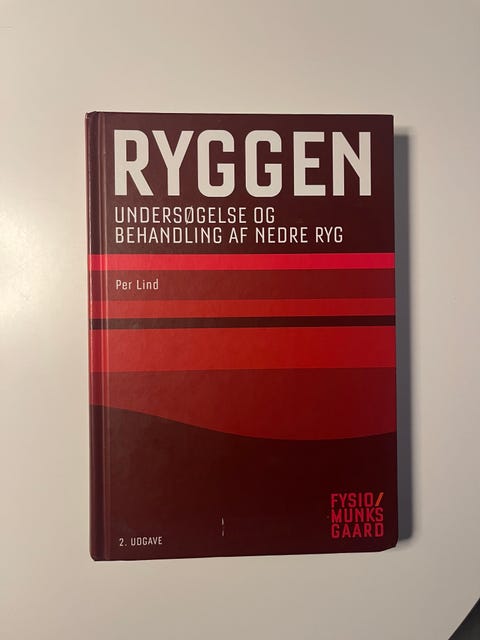 RYGGEN
UNDERSØGELSE OG
BEHANDLING AF NEDRE RYG
Per Lind
FYSIO/
MUNKS
GAARD
2. UDGAVE